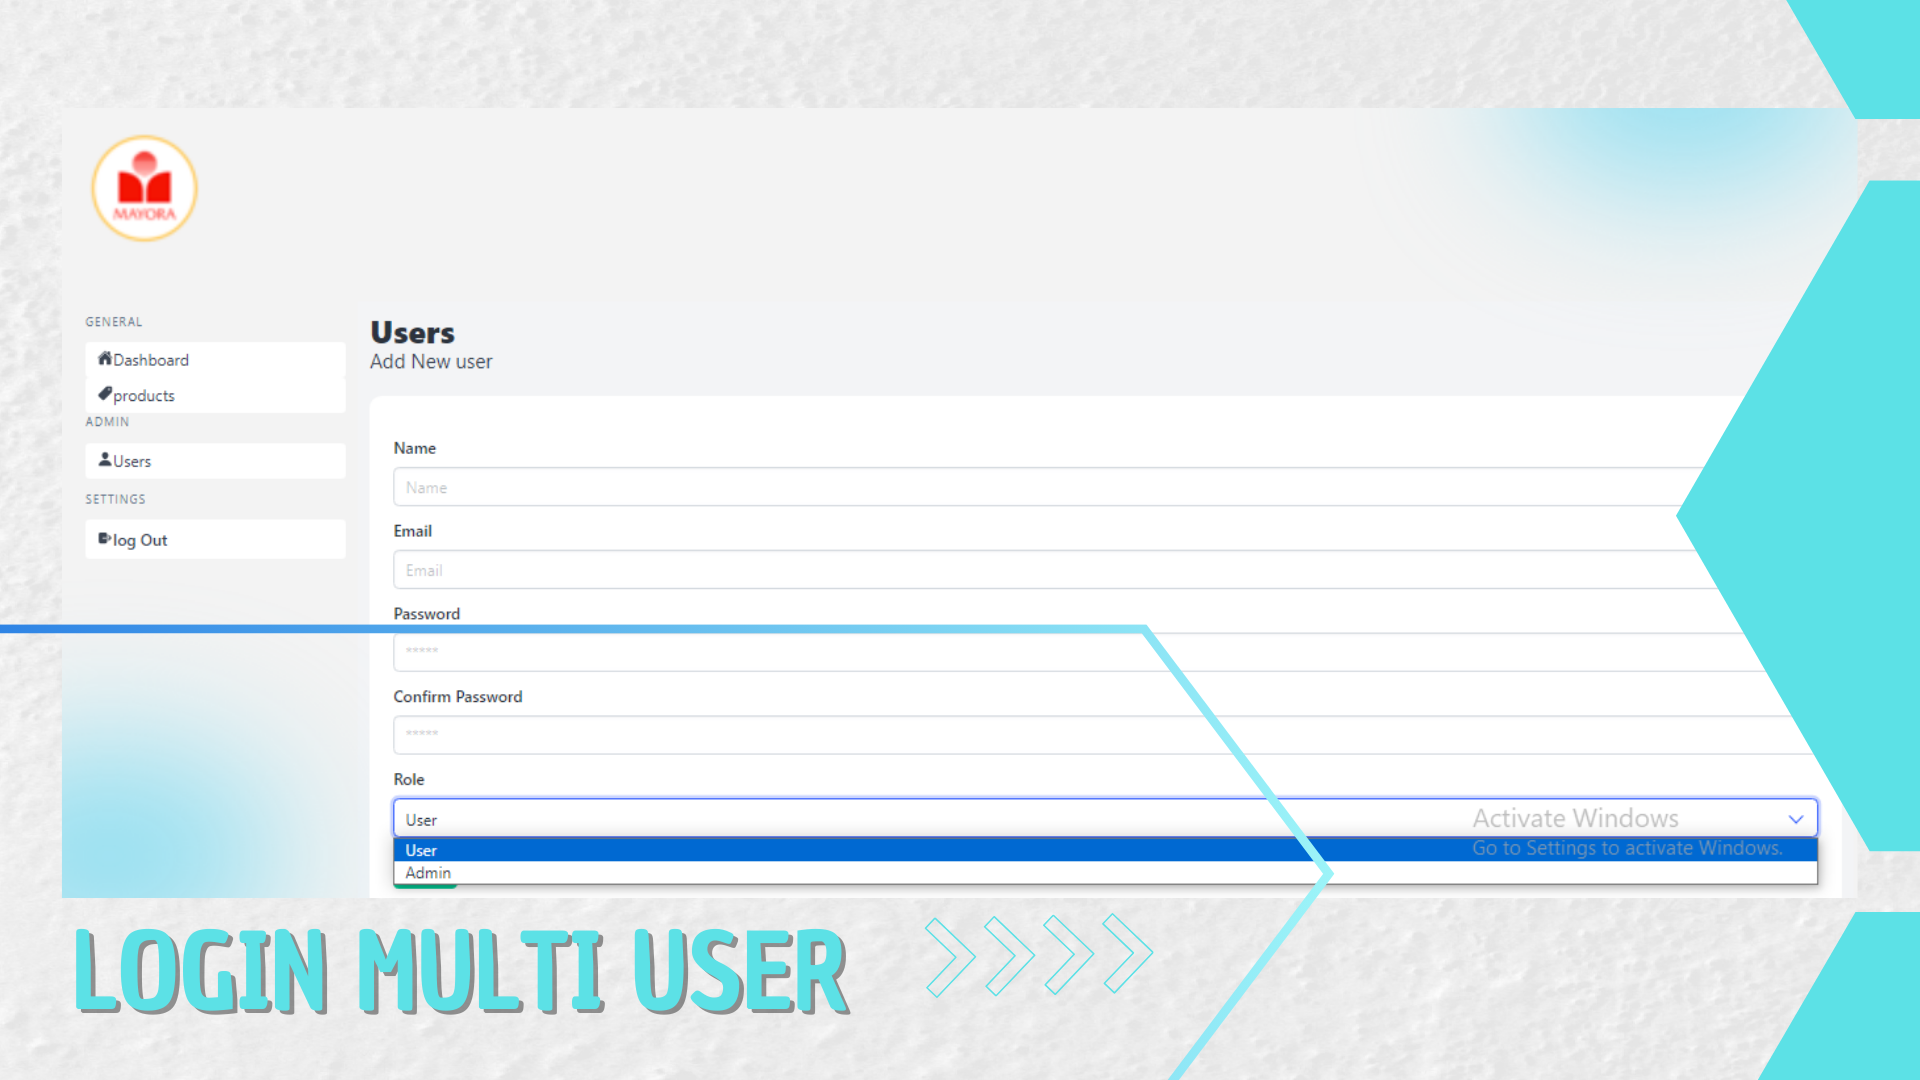 MAYORA
GENERAL
Dashboard
products
ADMIN
Users
SETTINGS
log Out
Users
Add New user
Name
Name
Email
Email
Password
*****
Confirm Password
*****
Role
User
User
Admin
Activate Windows
Go to Settings to activate Windows.
LOGIN MULTI USER